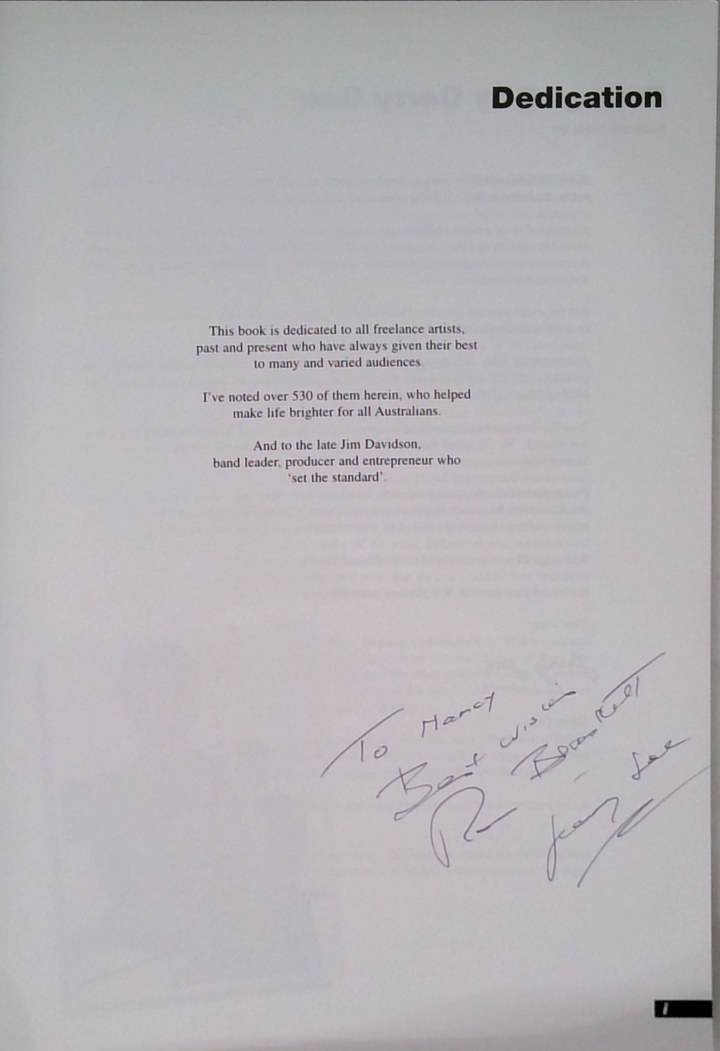 Dedication
This book is dedicated to all freelance artists,
past and present who have always given their best
to many and varied audiences.
I've noted over 530 of them herein, who helped
make life brighter for all Australians.
And to the late Jim Davidson,
band leader, producer and entrepreneur who
'set the standard'.
To Nancy
Best Wishes